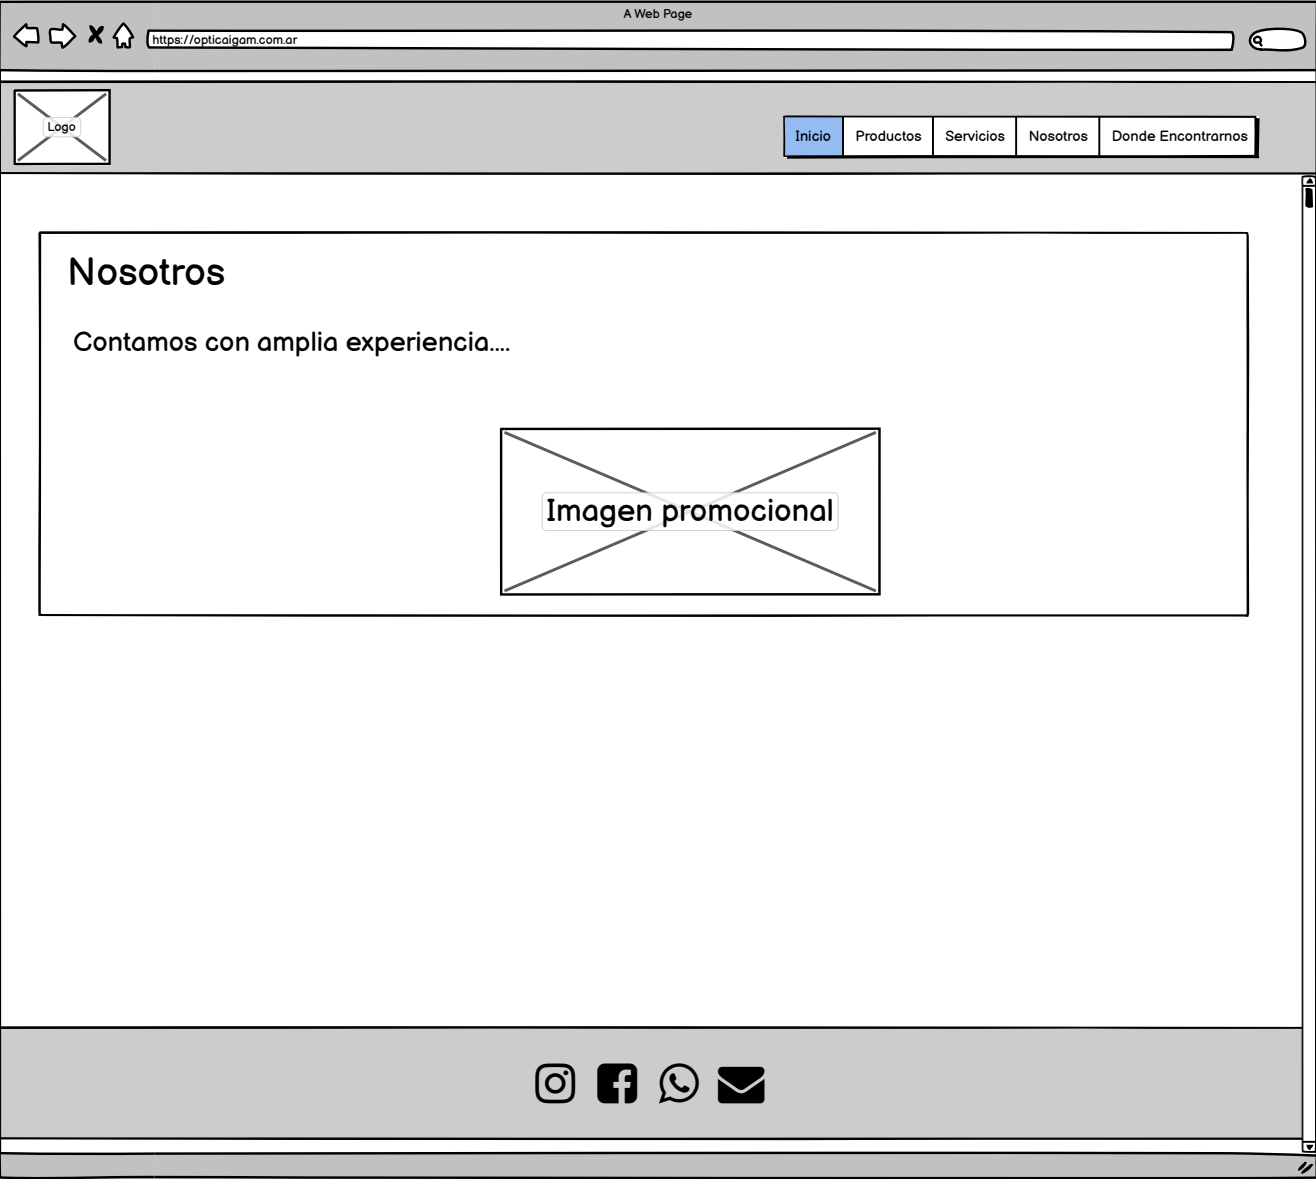 A Web Page
https://opticaigam.com.ar
Logo
Inicio Productos Servicios Nosotros Donde Encontrarnos
Nosotros
Contamos con amplia experiencia....
Imagen promocional